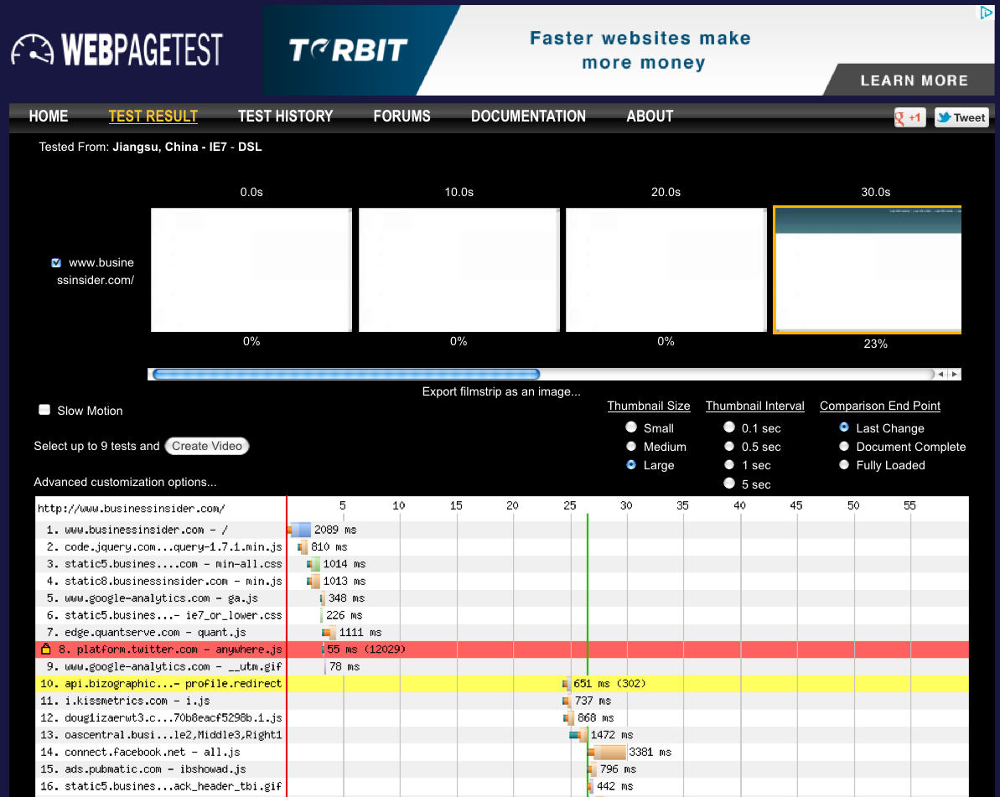 WEBPAGETEST
TORBIT
Faster websites make
more money
LEARN MORE
HOME TEST RESULT TEST HISTORY FORUMS DOCUMENTATION ABOUT
g +1 Tweet
Tested From: Jiangsu, China - IE7 - DSL
0.0s 10.0s 20.0s 30.0s
www.busine
ssinsider.com/
0% 0% 0% 23%
Export filmstrip as an image...
Slow Motion
Thumbnail Size Thumbnail Interval Comparison End Point
Small 0.1 sec Last Change
Select up to 9 tests and Create Video
Medium 0.5 sec Document Complete
Large 1 sec Fully Loaded
Advanced customization options...
5 sec
http://www.businessinsider.com/ 5 10 15 20 25 30 35 40 45 50 55
1. www.businessinsider.com - / 2089 ms
2. code.jquery.com...query-1.7.1.min.js 810 ms
3. static5.busines....com - min-all.css 1014 ms
4. static8.businessinsider.com - min.js 1013 ms
5. www.google-analytics.com - ga.js 348 ms
6. static5.busines...- ie7_or_lower.css 226 ms
7. edge.quantserve.com - quant.js 1111 ms
8. platform.twitter.com - anywhere.js 55 ms (12029)
9. www.google-analytics.com - __utm.gif 78 ms
10. api.bizographic...- profile.redirect 651 ms (302)
11. i.kissmetrics.com - i.js 737 ms
12. doug1izaerwt3.c...70b8eacf5298b.1.js 868 ms
13. oascentral.busi...le2,Middle3,Right1 1472 ms
14. connect.facebook.net - all.js 3381 ms
15. ads.pubmatic.com - ibshowad.js 796 ms
16. static5.busines...ack_header_tbi.gif 442 ms